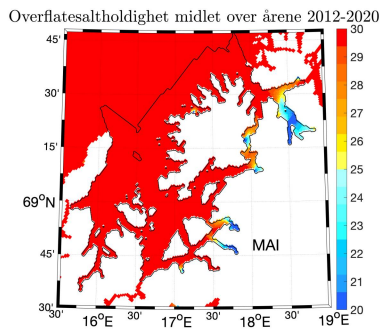 Overflatesaltholdighet midlet over årene 2012-2020
45'
30'
15'
69°N
45'
30'
16°E
30'
17°E
30'
18°E
30'
19°E
MAI
30
29
28
27
26
25
24
23
22
21
20